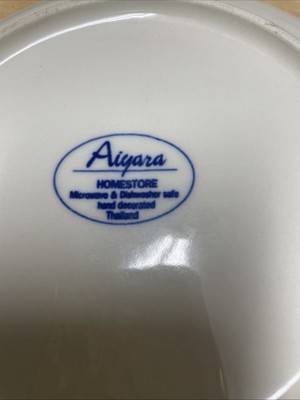 Aiyara
HOMESTORE
Microwave & Dishwasher safe
hand decorated
Thailand